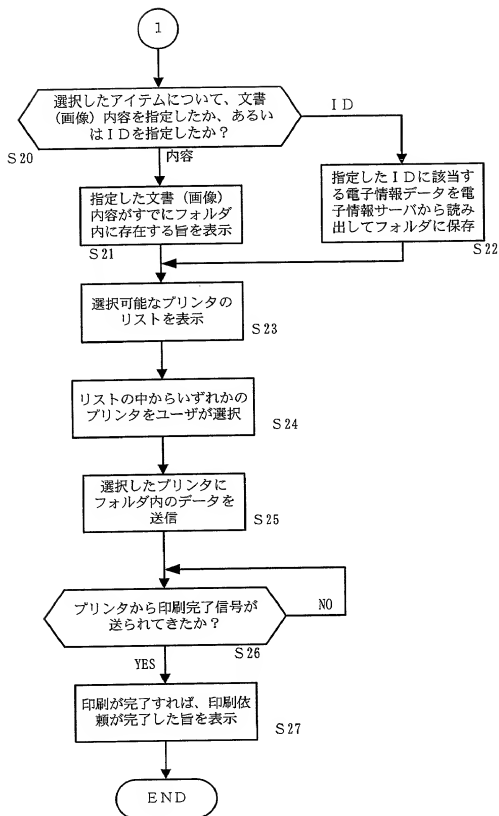 1
選択したアイテムについて、文書
(画像)内容を指定したか、あるい
はIDを指定したか?
ID
S20
内容
指定した文書(画像)
内容がすでにフォルダ
内に存在する旨を表示
S21
指定したIDに該当す
る電子情報データを電
子情報サーバから読み
出してフォルダに保存
S22
選択可能なプリンタの
リストを表示
S23
リストの中からいずれかの
プリンタをユーザが選択
S24
選択したプリンタに
フォルダ内のデータを
送信
S25
プリンタから印刷完了信号が
送られてきたか?
NO
S26
YES
印刷が完了すれば、印刷依
頼が完了した旨を表示
S27
END